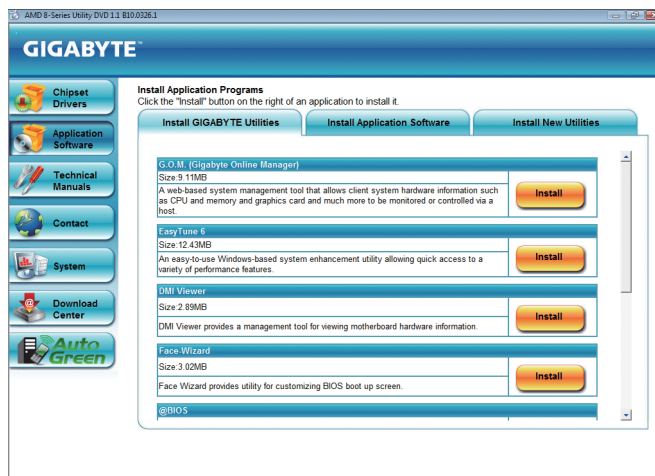 AMD 8-Series Utility DVD 1.1 B10.0326.1
GIGABYTE™
Chipset
Drivers
Application
Software
Technical
Manuals
Contact
System
Download
Center
Auto
Green
Install Application Programs
Click the "Install" button on the right of an application to install it.
Install GIGABYTE Utilities
Install Application Software
Install New Utilities
G.O.M. (Gigabyte Online Manager)
Size:9.11MB
A web-based system management tool that allows client system hardware information such
as CPU and memory and graphics card and much more to be monitored or controlled via a
host.
Install
EasyTune 6
Size:12.43MB
An easy-to-use Windows-based system enhancement utility allowing quick access to a
variety of performance features.
Install
DMI Viewer
Size:2.89MB
DMI Viewer provides a management tool for viewing motherboard hardware information.
Install
Face-Wizard
Size:3.02MB
Face Wizard provides utility for customizing BIOS boot up screen.
Install
@BIOS